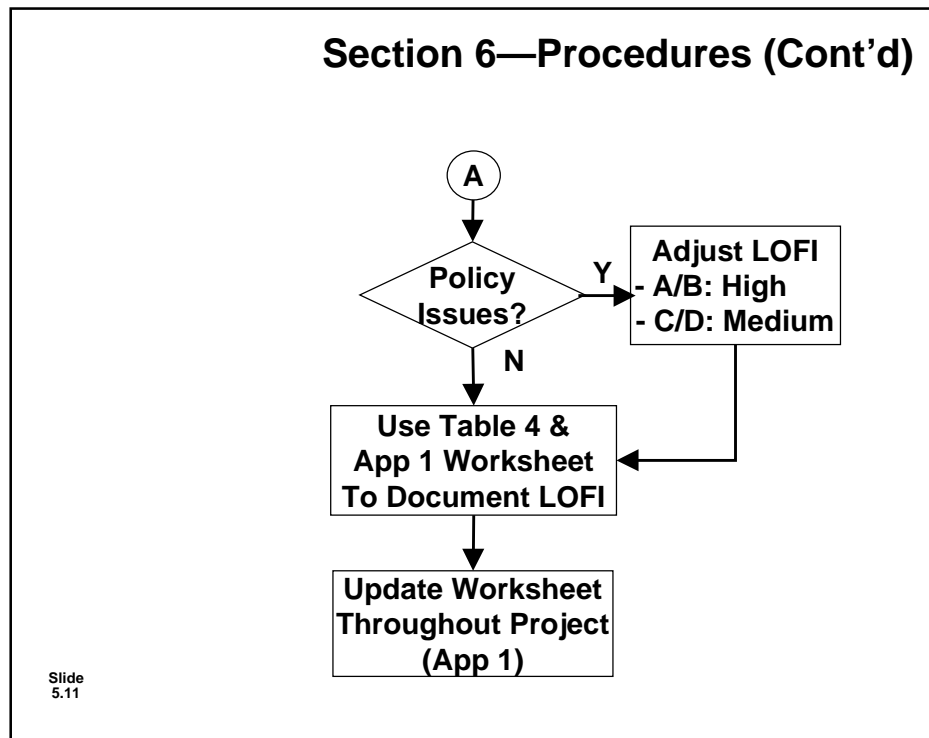 Section 6—Procedures (Cont’d)
A
Policy
Issues?
Y
Adjust LOFI
- A/B: High
- C/D: Medium
N
Use Table 4 &
App 1 Worksheet
To Document LOFI
Update Worksheet
Throughout Project
(App 1)
Slide
5.11